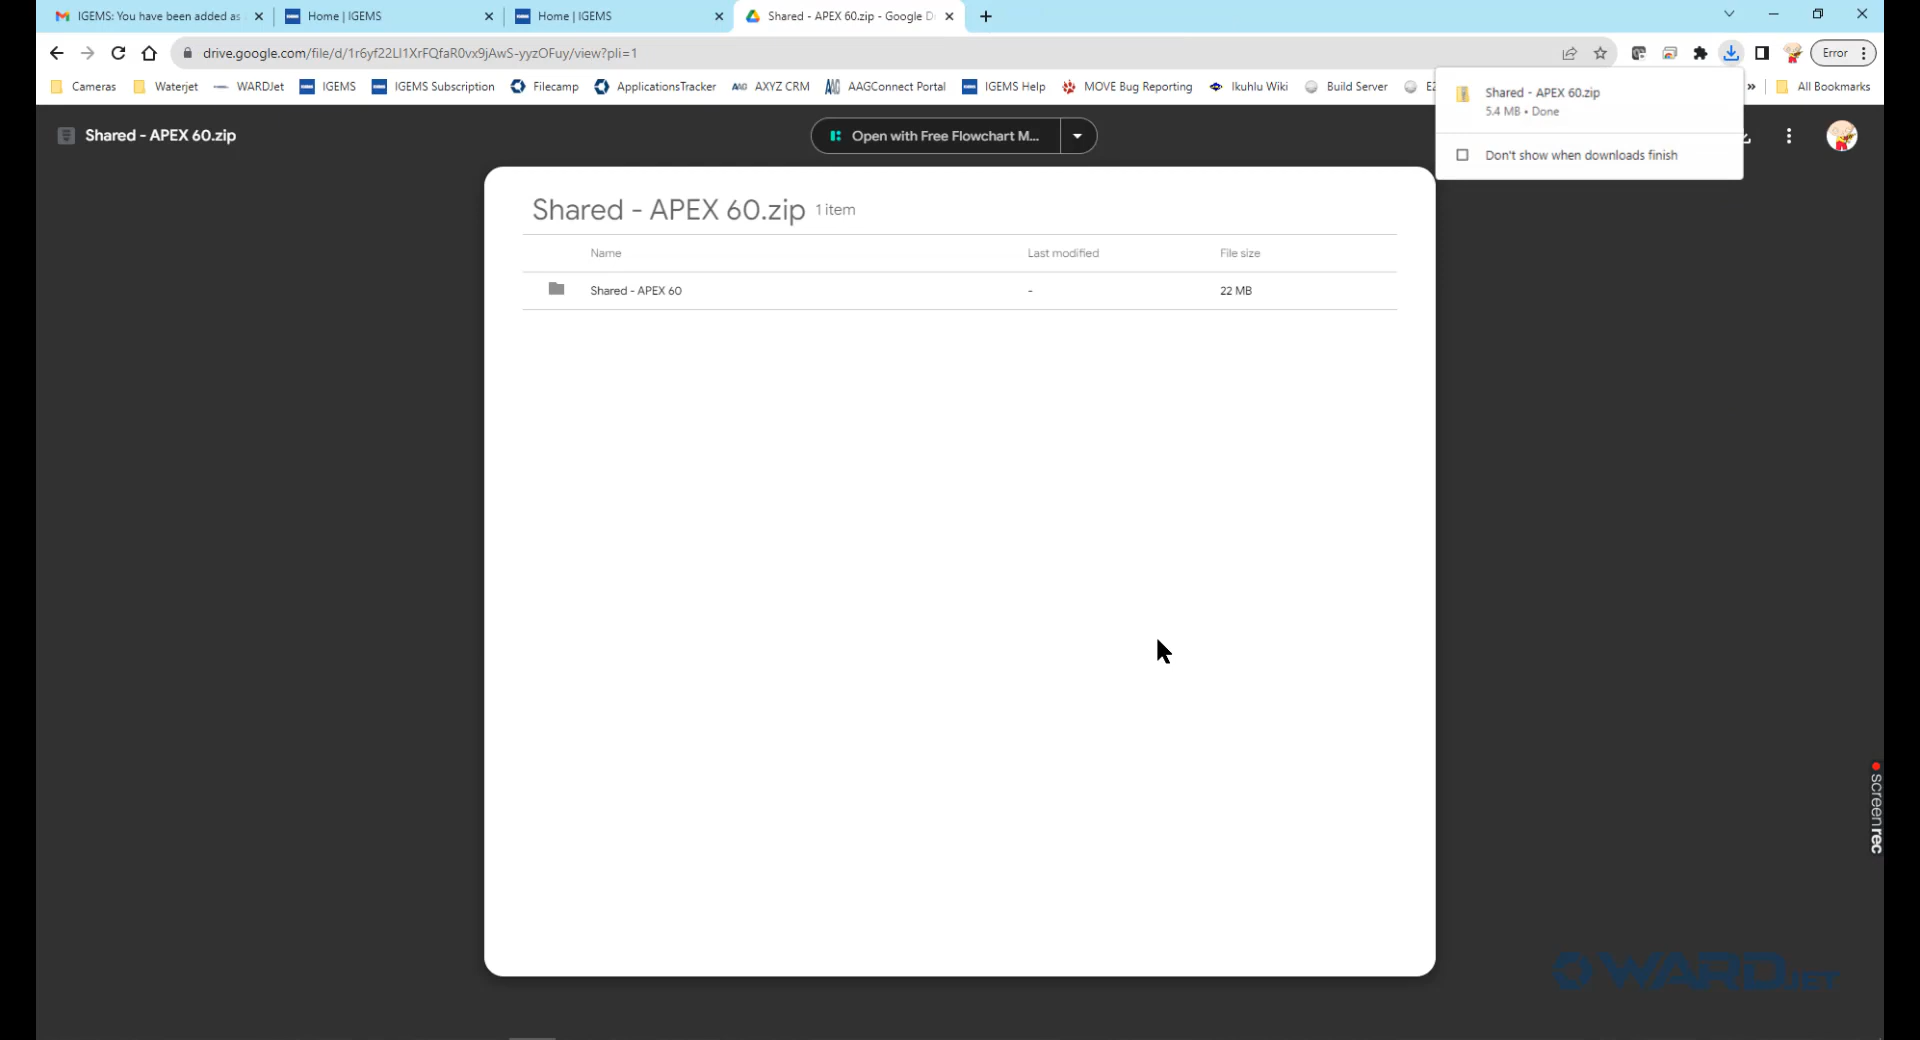 IGEMS: You have been added as
Home | IGEMS
Home | IGEMS
Shared - APEX 60.zip - Google D
drive.google.com/file/d/1r6yf22LI1XrFQfaR0vx9jAwS-yyzOFuy/view?pli=1
Error
Cameras
Waterjet
WARDJet
IGEMS
IGEMS Subscription
Filecamp
ApplicationsTracker
AXYZ CRM
AAGConnect Portal
IGEMS Help
MOVE Bug Reporting
Ikuhlu Wiki
Build Server
EZ
»
All Bookmarks
Shared - APEX 60.zip
5.4 MB • Done
Don't show when downloads finish
Shared - APEX 60.zip
Open with Free Flowchart M...
Shared - APEX 60.zip 1 item
Name Last modified File size
Shared - APEX 60 - 22 MB
screenrec
WARDJET